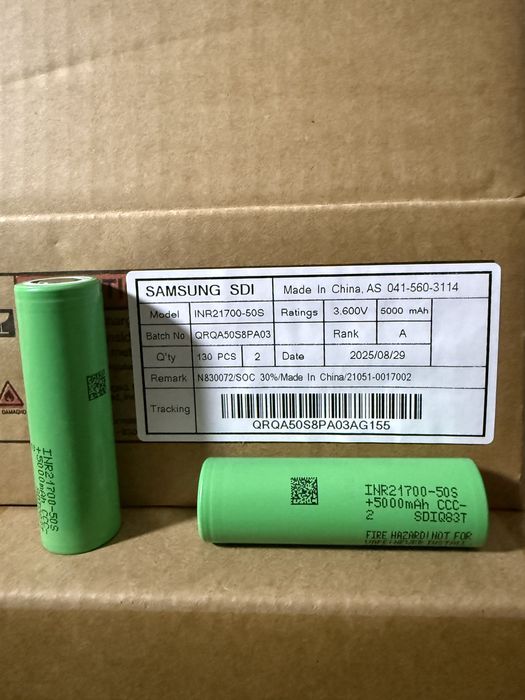 SAMSUNG SDI
Made In China, AS 041-560-3114
Model INR21700-50S Ratings 3.600V 5000 mAh
Batch No QRQA50S8PA03 Rank A
Q'ty 130 PCS 2 Date 2025/08/29
Remark N830072/SOC 30%/Made In China/21051-0017002
Tracking
QRQA50S8PA03AG155
DAMAGED
INR21700-50S
+5000mAh CCC-
INR21700-50S
+5000mAh CCC-
2 SDIQ83T
FIRE HAZARD! NOT FOR